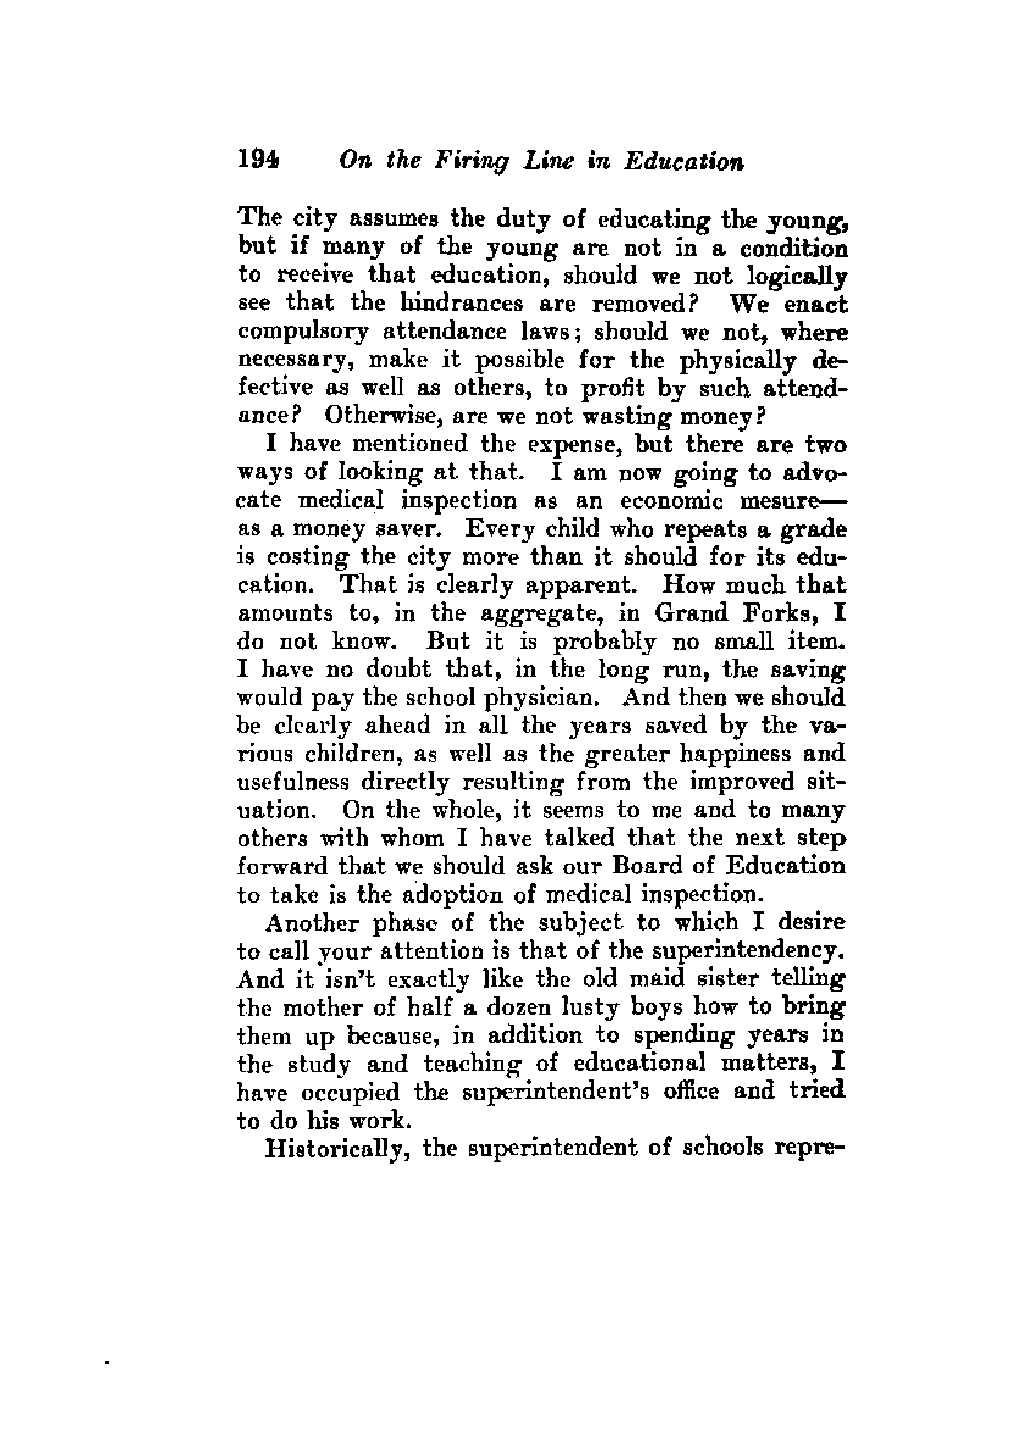 194 On the Firing Line in Education
The city assumes the duty of educating the young,
but if many of the young are not in a condition
to receive that education, should we not logically
see that the hindrances are removed? We enact
compulsory attendance laws; should we not, where
necessary, make it possible for the physically de-
fective as well as others, to profit by such attend-
ance? Otherwise, are we not wasting money?
I have mentioned the expense, but there are two
ways of looking at that. I am now going to advo-
cate medical inspection as an economic mesure—
as a money saver. Every child who repeats a grade
is costing the city more than it should for its edu-
cation. That is clearly apparent. How much that
amounts to, in the aggregate, in Grand Forks, I
do not know. But it is probably no small item.
I have no doubt that, in the long run, the saving
would pay the school physician. And then we should
be clearly ahead in all the years saved by the va-
rious children, as well as the greater happiness and
usefulness directly resulting from the improved sit-
uation. On the whole, it seems to me and to many
others with whom I have talked that the next step
forward that we should ask our Board of Education
to take is the adoption of medical inspection.
Another phase of the subject to which I desire
to call your attention is that of the superintendency.
And it isn't exactly like the old maid sister telling
the mother of half a dozen lusty boys how to bring
them up because, in addition to spending years in
the study and teaching of educational matters, I
have occupied the superintendent's office and tried
to do his work.
Historically, the superintendent of schools repre-